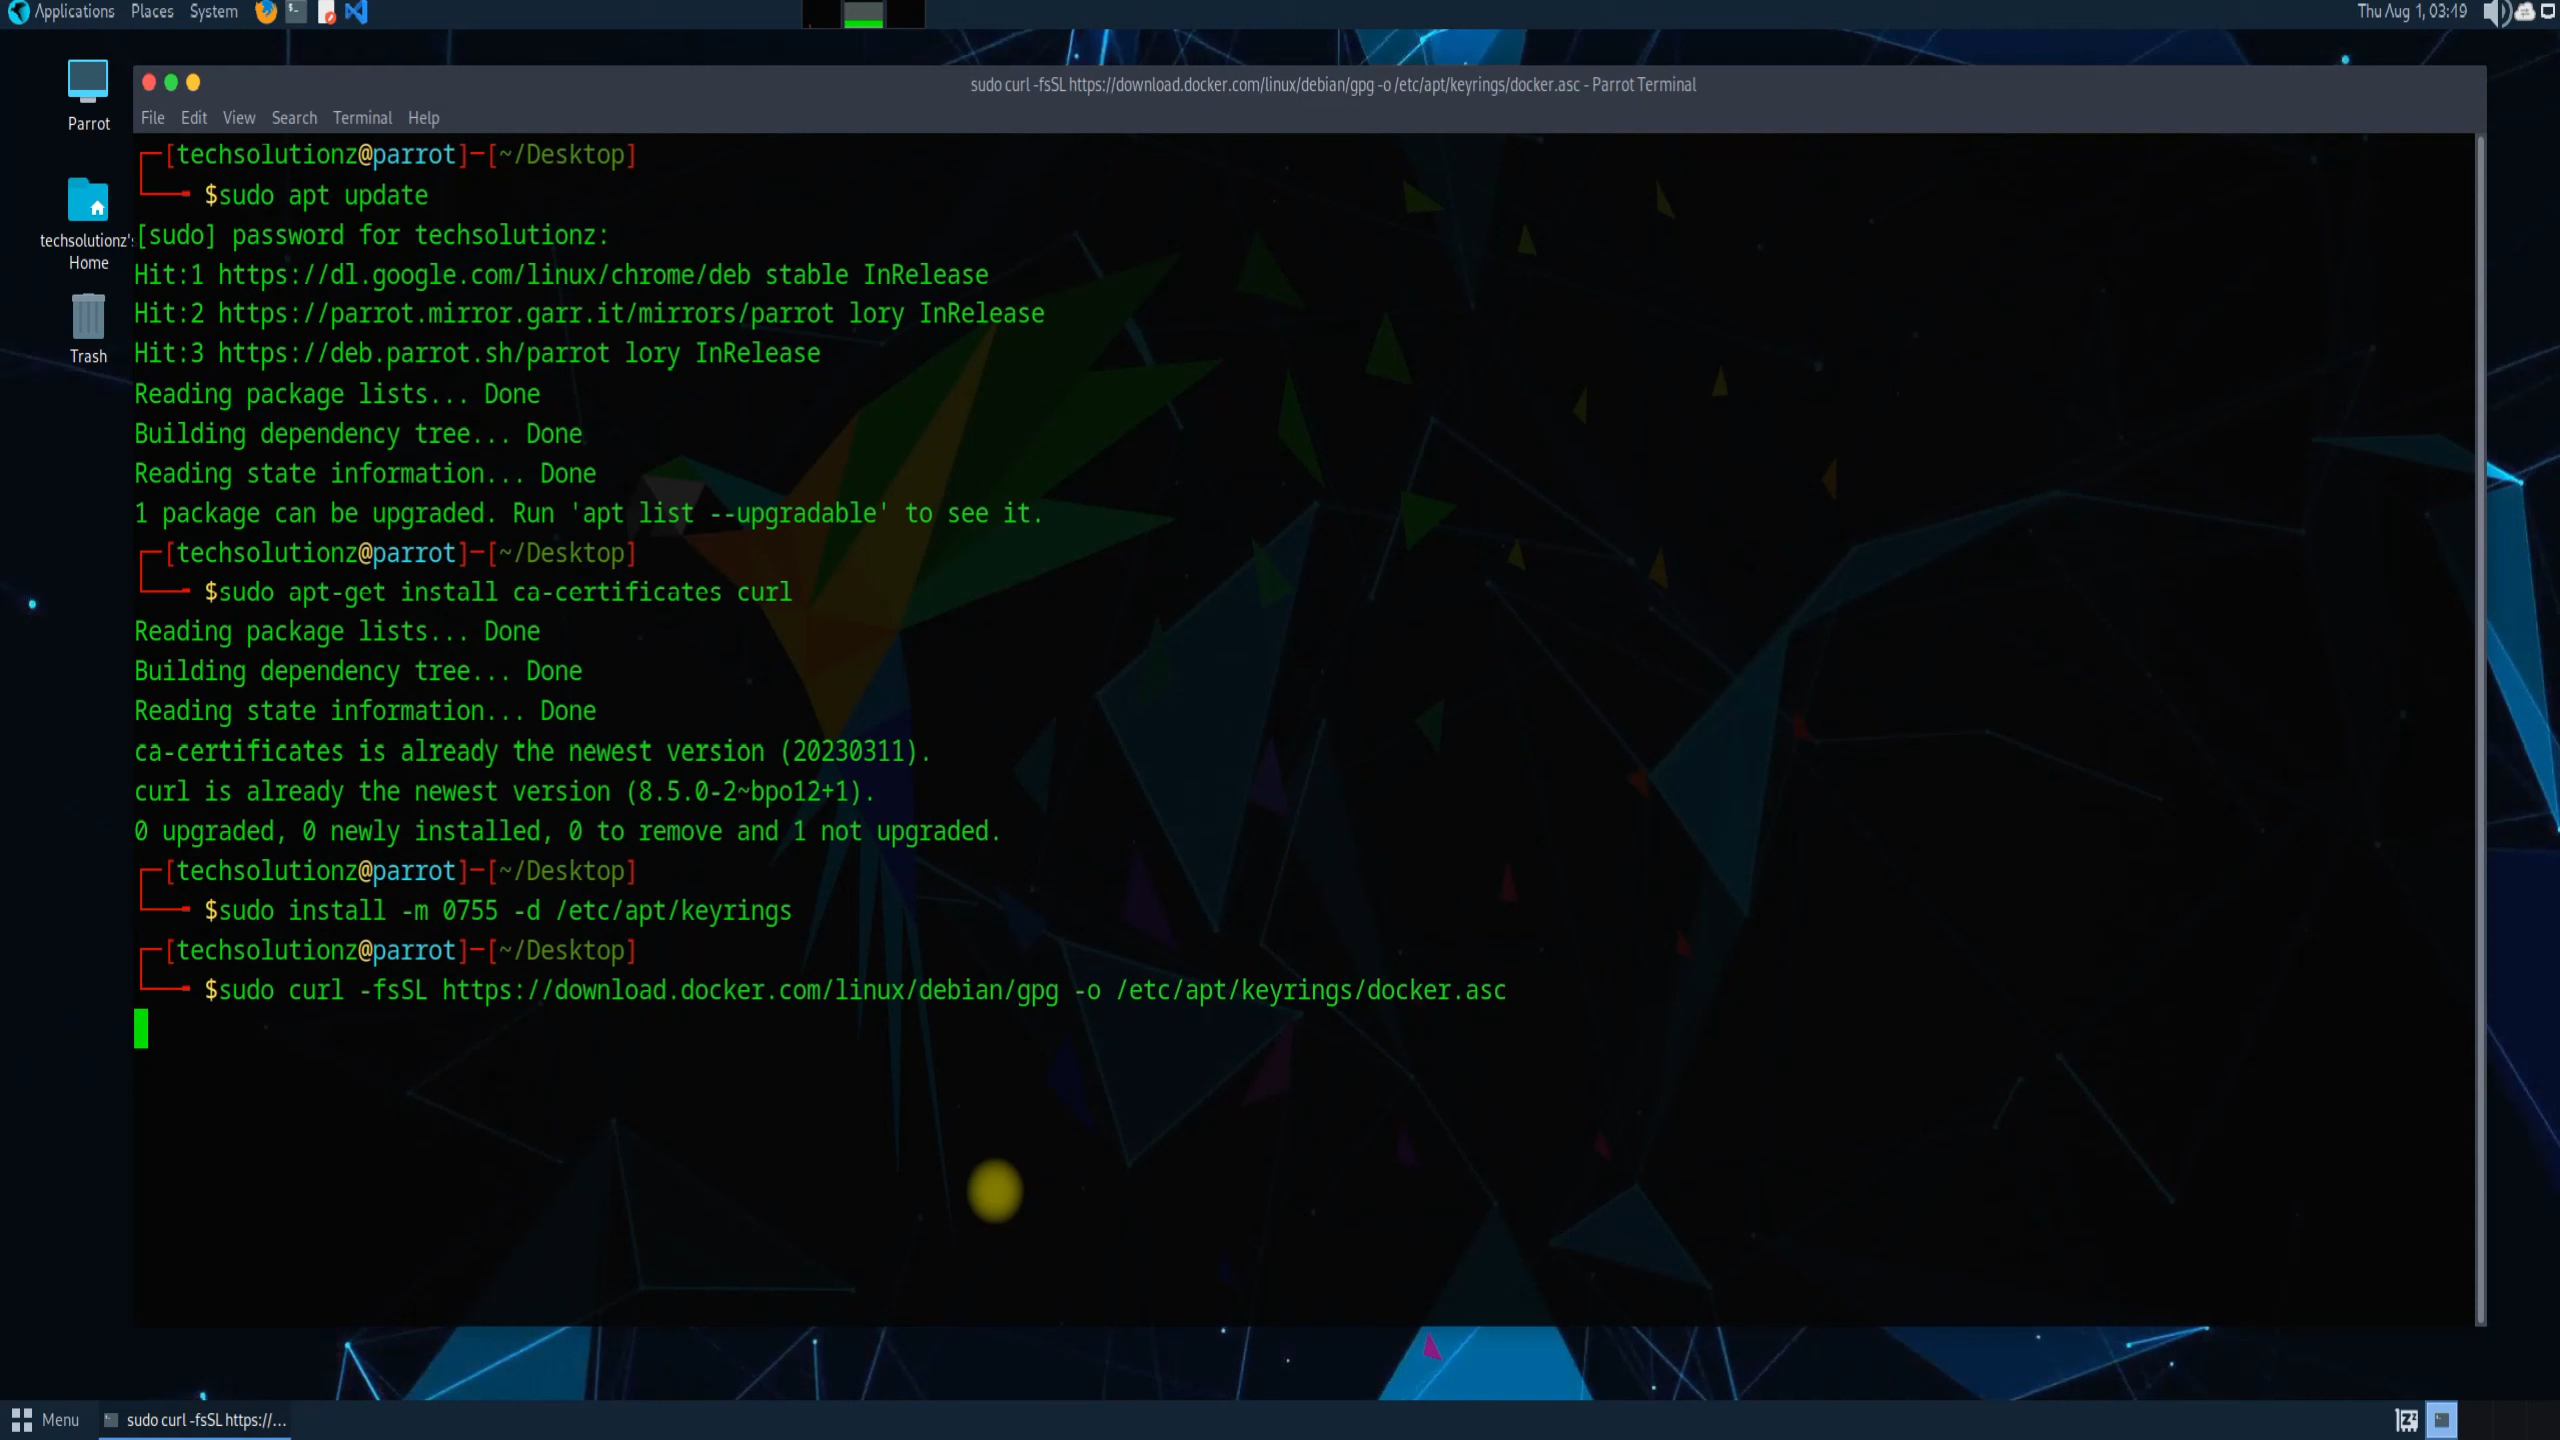 Applications Places System
Thu Aug 1, 03:49
Parrot
techsolutionz's
Home
Trash
sudo curl -fsSL https://download.docker.com/linux/debian/gpg -o /etc/apt/keyrings/docker.asc - Parrot Terminal
File Edit View Search Terminal Help
[techsolutionz@parrot]─[~/Desktop]
$sudo apt update
[sudo] password for techsolutionz:
Hit:1 https://dl.google.com/linux/chrome/deb stable InRelease
Hit:2 https://parrot.mirror.garr.it/mirrors/parrot lory InRelease
Hit:3 https://deb.parrot.sh/parrot lory InRelease
Reading package lists... Done
Building dependency tree... Done
Reading state information... Done
1 package can be upgraded. Run 'apt list --upgradable' to see it.
[techsolutionz@parrot]─[~/Desktop]
$sudo apt-get install ca-certificates curl
Reading package lists... Done
Building dependency tree... Done
Reading state information... Done
ca-certificates is already the newest version (20230311).
curl is already the newest version (8.5.0-2~bpo12+1).
0 upgraded, 0 newly installed, 0 to remove and 1 not upgraded.
[techsolutionz@parrot]─[~/Desktop]
$sudo install -m 0755 -d /etc/apt/keyrings
[techsolutionz@parrot]─[~/Desktop]
$sudo curl -fsSL https://download.docker.com/linux/debian/gpg -o /etc/apt/keyrings/docker.asc
Menu
sudo curl -fsSL https://...